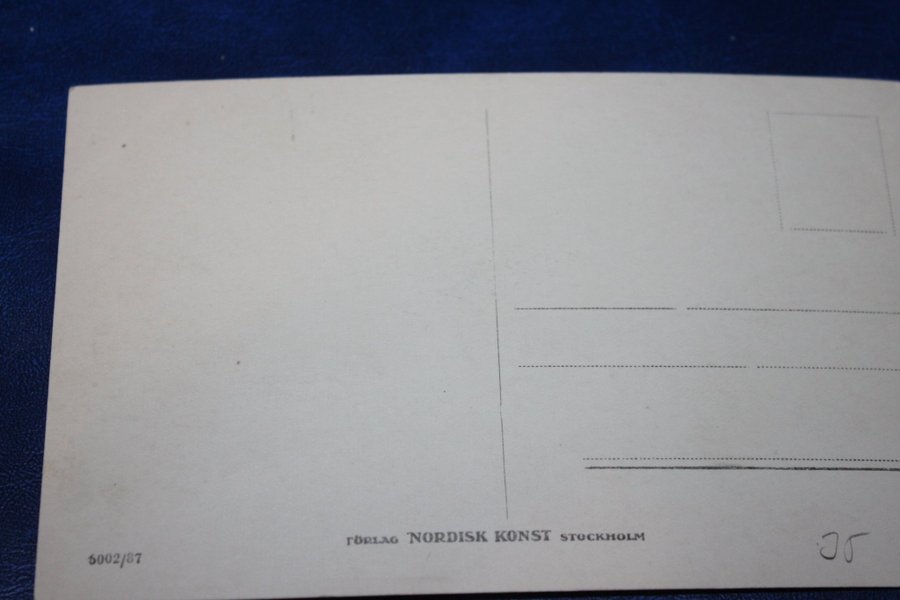 FÖRLAG NORDISK KONST STOCKHOLM
6002/87